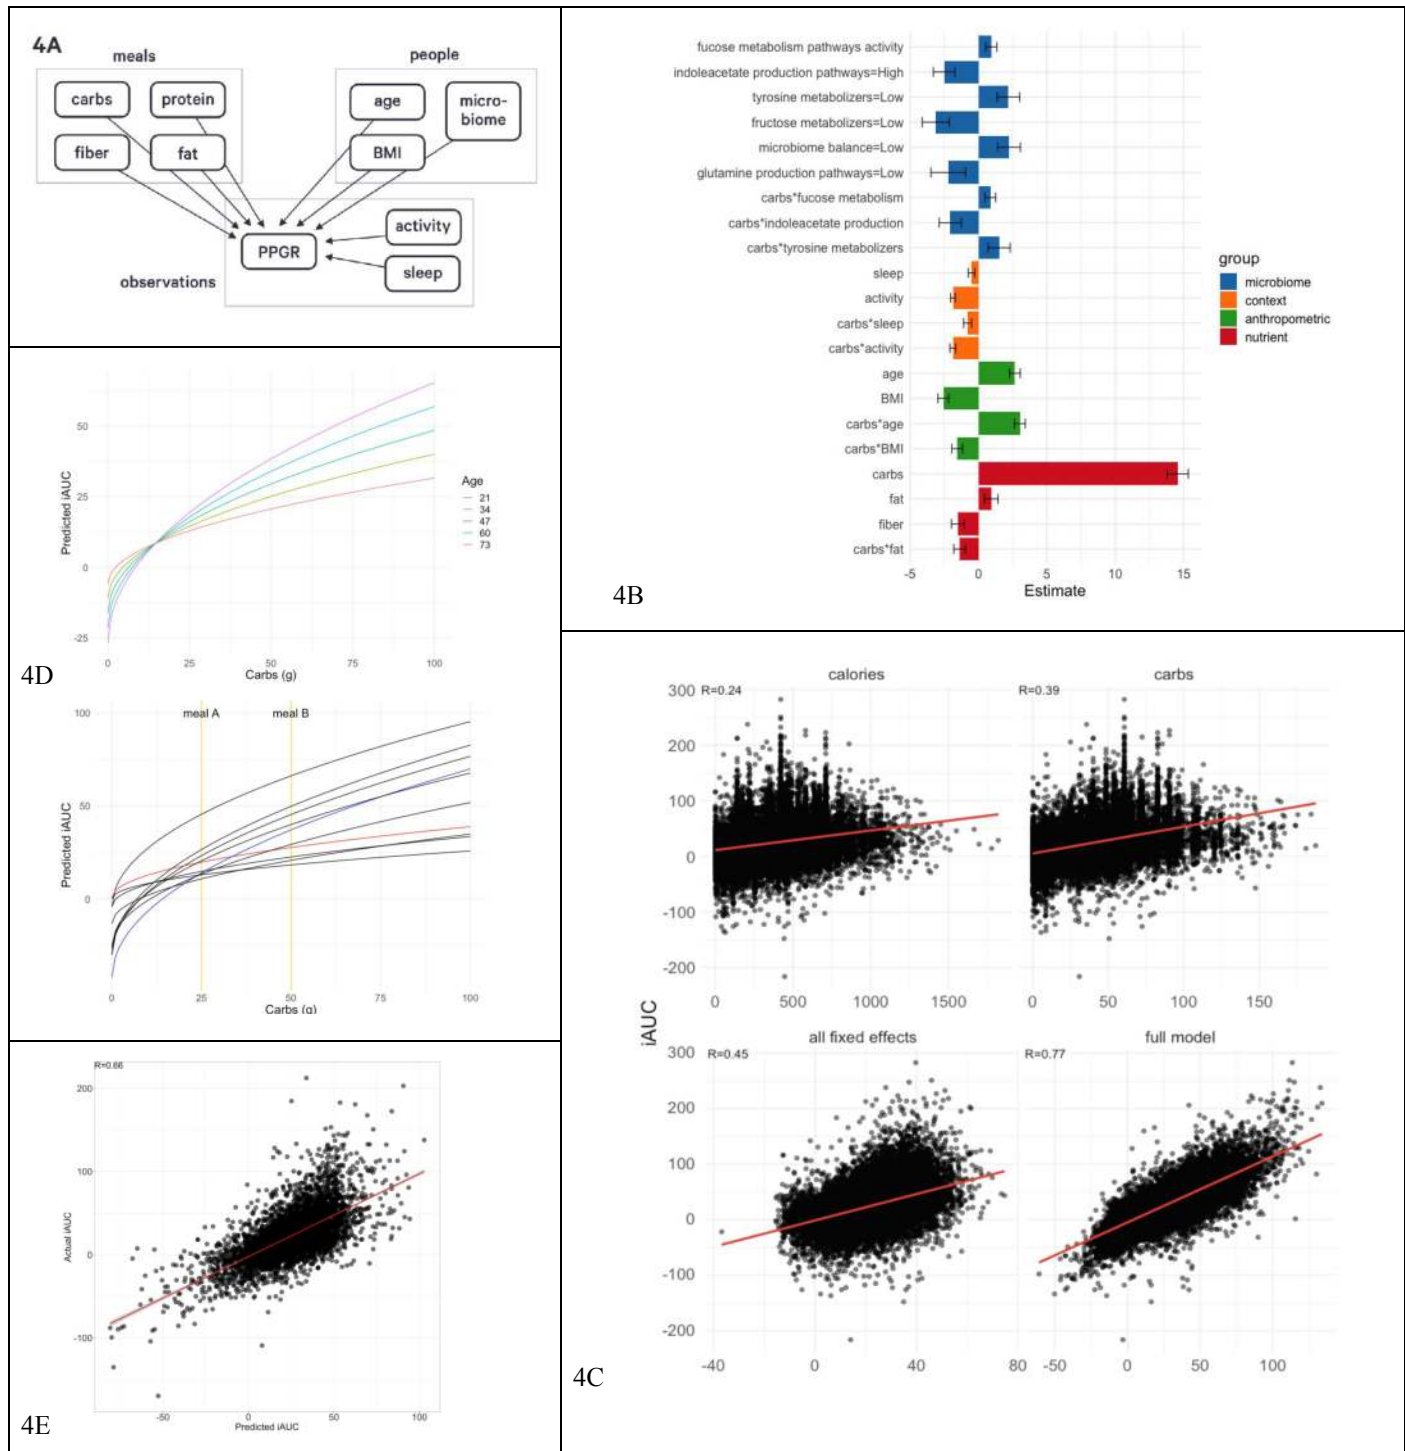 4A
meals
people
carbs
protein
age
micro-
biome
fiber
fat
BMI
PPGR
activity
sleep
observations
fucose metabolism pathways activity
indoleacetate production pathways=High
tyrosine metabolizers=Low
fructose metabolizers=Low
microbiome balance=Low
glutamine production pathways=Low
carbs*fucose metabolism
carbs*indoleacetate production
carbs*tyrosine metabolizers
sleep
activity
carbs*sleep
carbs*activity
age
BMI
carbs*age
carbs*BMI
carbs
fat
fiber
carbs*fat
-5 0 5 10 15
Estimate
group
microbiome
context
anthropometric
nutrient
4B
Predicted iAUC
50
25
0
-25
0 25 50 75 100
Carbs (g)
Age
21
34
47
60
73
4D
meal A meal B
Predicted iAUC
100
50
0
0 25 50 75 100
Carbs (g)
calories
R=0.24
300
200
100
0
-100
-200
0 500 1000 1500
carbs
R=0.39
0 50 100 150
iAUC
all fixed effects
R=0.45
300
200
100
0
-100
-200
-40 0 40 80
full model
R=0.77
-50 0 50 100
4C
R=0.66
Actual iAUC
200
100
0
-100
-50 0 50 100
Predicted iAUC
4E